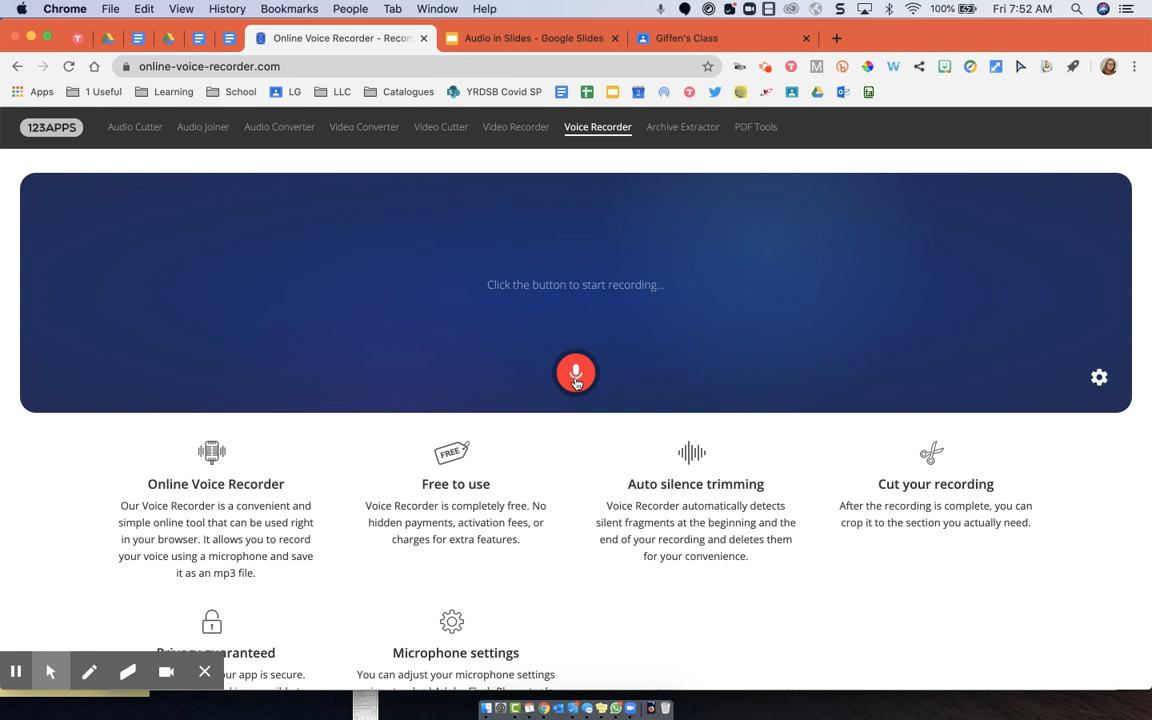 Chrome File Edit View History Bookmarks People Tab Window Help 100% Fri 7:52 AM
Online Voice Recorder - Recor Audio in Slides - Google Slides Giffen's Class
online-voice-recorder.com
Apps 1 Useful Learning School LG LLC Catalogues YRDSB Covid SP
123APPS Audio Cutter Audio Joiner Audio Converter Video Converter Video Cutter Video Recorder Voice Recorder Archive Extractor PDF Tools
Click the button to start recording...
FREE
Online Voice Recorder
Our Voice Recorder is a convenient and
simple online tool that can be used right
in your browser. It allows you to record
your voice using a microphone and save
it as an mp3 file.
Free to use
Voice Recorder is completely free. No
hidden payments, activation fees, or
charges for extra features.
Auto silence trimming
Voice Recorder automatically detects
silent fragments at the beginning and the
end of your recording and deletes them
for your convenience.
Cut your recording
After the recording is complete, you can
crop it to the section you actually need.
Privacy guaranteed
ur app is secure.
Microphone settings
You can adjust your microphone settings